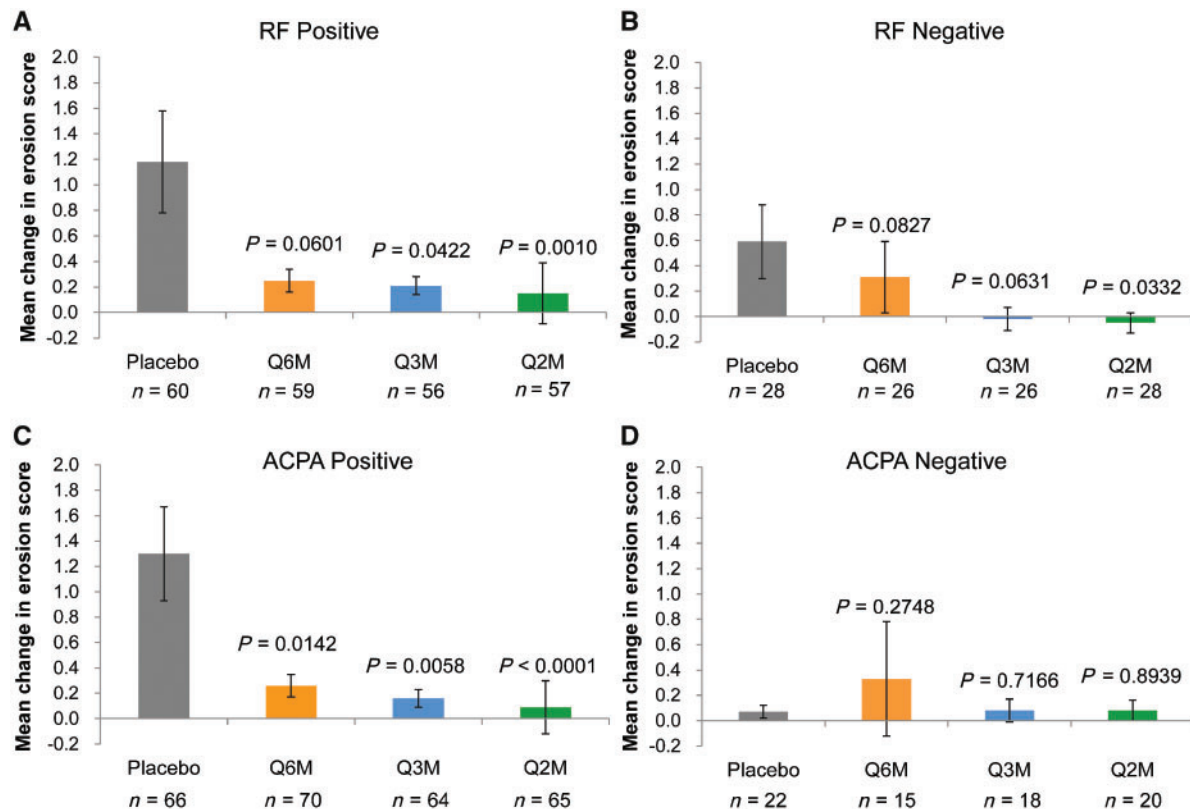 A
RF Positive
Mean change in erosion score
2.0
1.8
1.6
1.4
1.2
1.0
0.8
0.6
0.4
0.2
0.0
-0.2
P = 0.0601
P = 0.0422
P = 0.0010
Placebo Q6M Q3M Q2M
n = 60 n = 59 n = 56 n = 57
B
RF Negative
Mean change in erosion score
2.0
1.8
1.6
1.4
1.2
1.0
0.8
0.6
0.4
0.2
0.0
-0.2
P = 0.0827
P = 0.0631
P = 0.0332
Placebo Q6M Q3M Q2M
n = 28 n = 26 n = 26 n = 28
C
ACPA Positive
Mean change in erosion score
2.0
1.8
1.6
1.4
1.2
1.0
0.8
0.6
0.4
0.2
0.0
-0.2
P = 0.0142
P = 0.0058
P < 0.0001
Placebo Q6M Q3M Q2M
n = 66 n = 70 n = 64 n = 65
D
ACPA Negative
Mean change in erosion score
2.0
1.8
1.6
1.4
1.2
1.0
0.8
0.6
0.4
0.2
0.0
-0.2
P = 0.2748
P = 0.7166
P = 0.8939
Placebo Q6M Q3M Q2M
n = 22 n = 15 n = 18 n = 20